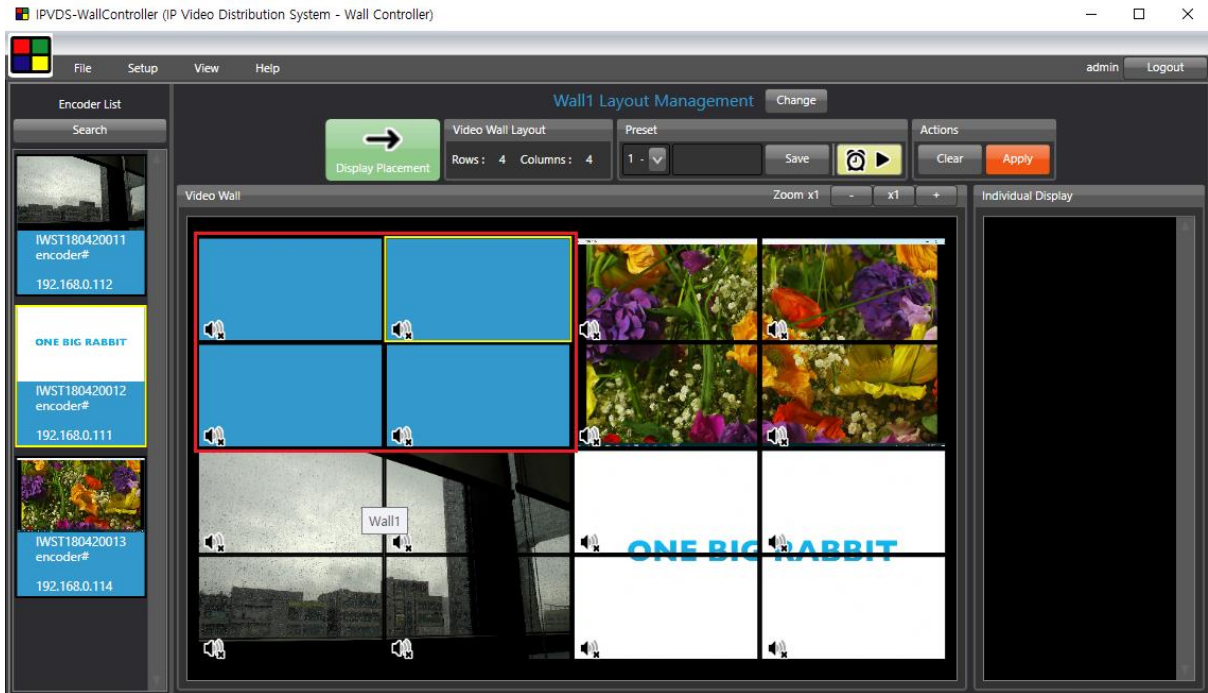 IPVDS-WallController (IP Video Distribution System - Wall Controller)
File Setup View Help
admin Logout
Encoder List
Search
IWST180420011
encoder#
192.168.0.112
ONE BIG RABBIT
IWST180420012
encoder#
192.168.0.111
IWST180420013
encoder#
192.168.0.114
Wall1 Layout Management Change
Display Placement
Video Wall Layout
Rows : 4 Columns : 4
Preset
1 -
Save
Actions
Clear Apply
Video Wall
Zoom x1 - x1 +
Wall1
ONE BIG RABBIT
Individual Display